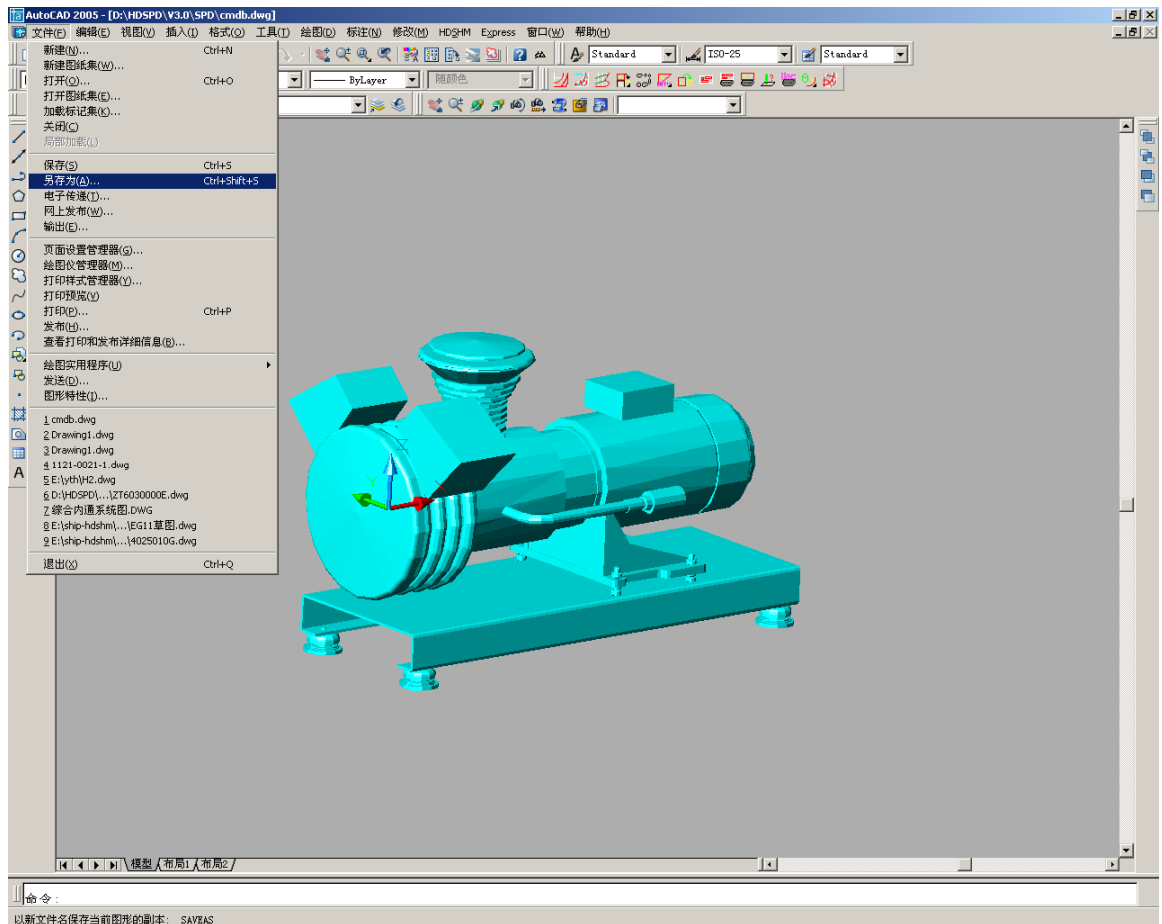 AutoCAD 2005 - [D:\HDSPD\V3.0\SPD\cmdb.dwg]
文件(F) 编辑(E) 视图(V) 插入(I) 格式(O) 工具(T) 绘图(D) 标注(N) 修改(M) HDSHM Express 窗口(W) 帮助(H)
Standard ISO-25 Standard
ByLayer 随颜色
新建(N)... Ctrl+N
新建图纸集(W)...
打开(O)... Ctrl+O
打开图纸集(E)...
加载标记集(K)...
关闭(C)
局部加载(L)
保存(S) Ctrl+S
另存为(A)... Ctrl+Shift+S
电子传递(T)...
网上发布(W)...
输出(E)...
页面设置管理器(G)...
绘图仪管理器(M)...
打印样式管理器(Y)...
打印预览(V)
打印(P)... Ctrl+P
发布(H)...
查看打印和发布详细信息(B)...
绘图实用程序(U)
发送(D)...
图形特性(I)...
1 cmdb.dwg
2 Drawing1.dwg
3 Drawing1.dwg
4 1121-0021-1.dwg
5 E:\yth\H2.dwg
6 D:\HDSPD\...\ZT6030000E.dwg
7 综合内通系统图.DWG
8 E:\ship-hdshm\...\EG11草图.dwg
9 E:\ship-hdshm\...\4025010G.dwg
退出(X) Ctrl+Q
A
模型 布局1 布局2
命令:
以新文件名保存当前图形的副本: SAVEAS